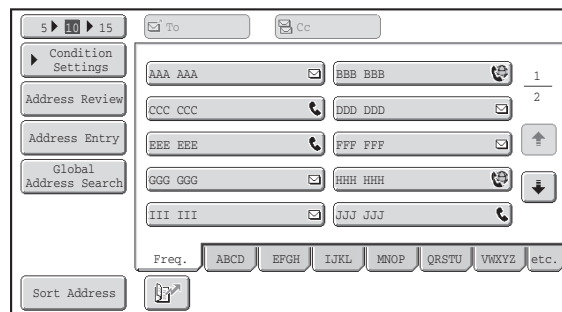 5 10 15
To
Cc
Condition
Settings
Address Review
Address Entry
Global
Address Search
AAA AAA
BBB BBB
CCC CCC
DDD DDD
EEE EEE
FFF FFF
GGG GGG
HHH HHH
III III
JJJ JJJ
1
2
Freq. ABCD EFGH IJKL MNOP QRSTU VWXYZ etc.
Sort Address